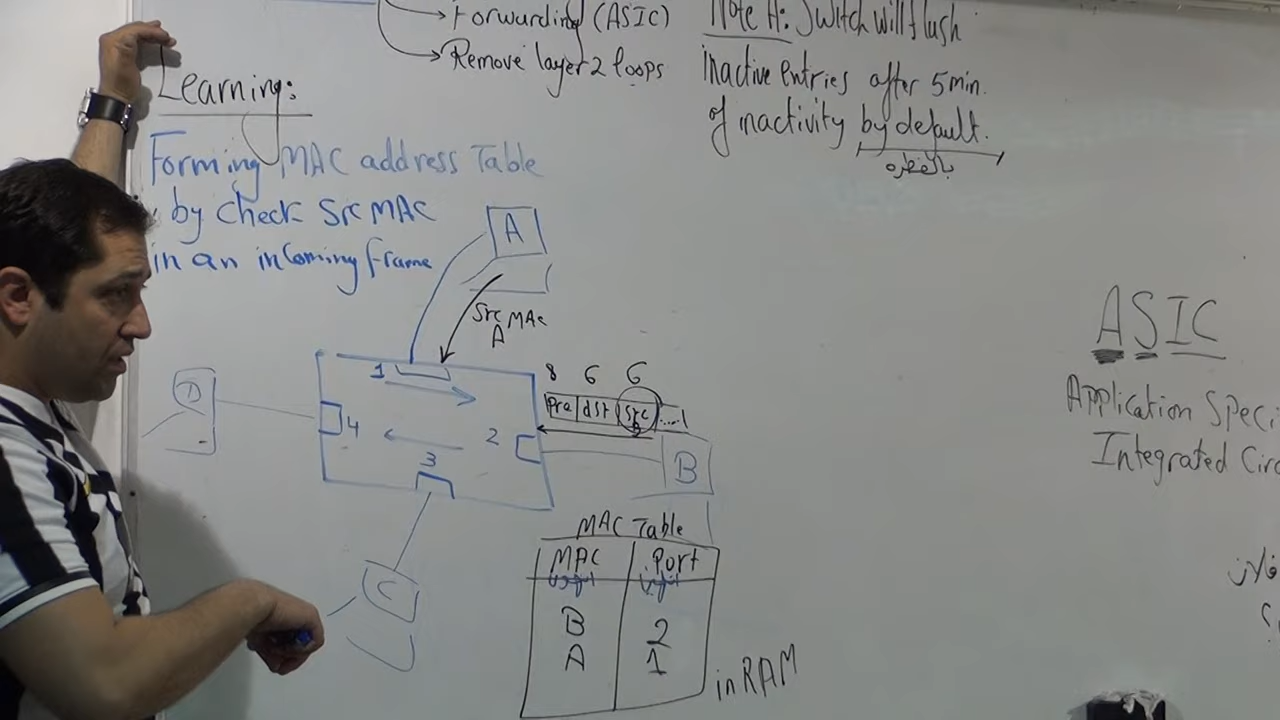 Forwarding (ASIC)
Remove layer 2 loops
Note A: Switch will flush
inactive entries after 5 min.
of inactivity by default.
بالفطره
Learning:
Forming MAC address Table
by check Src MAC
in an incoming frame
A
Src MAC
A
8 6 6
Pre dst Src ....
B
1
2
3
4
D
B
C
MAC Table
MAC Port
B 2
A 1
in RAM
ASIC
Application Speci
Integrated Circ